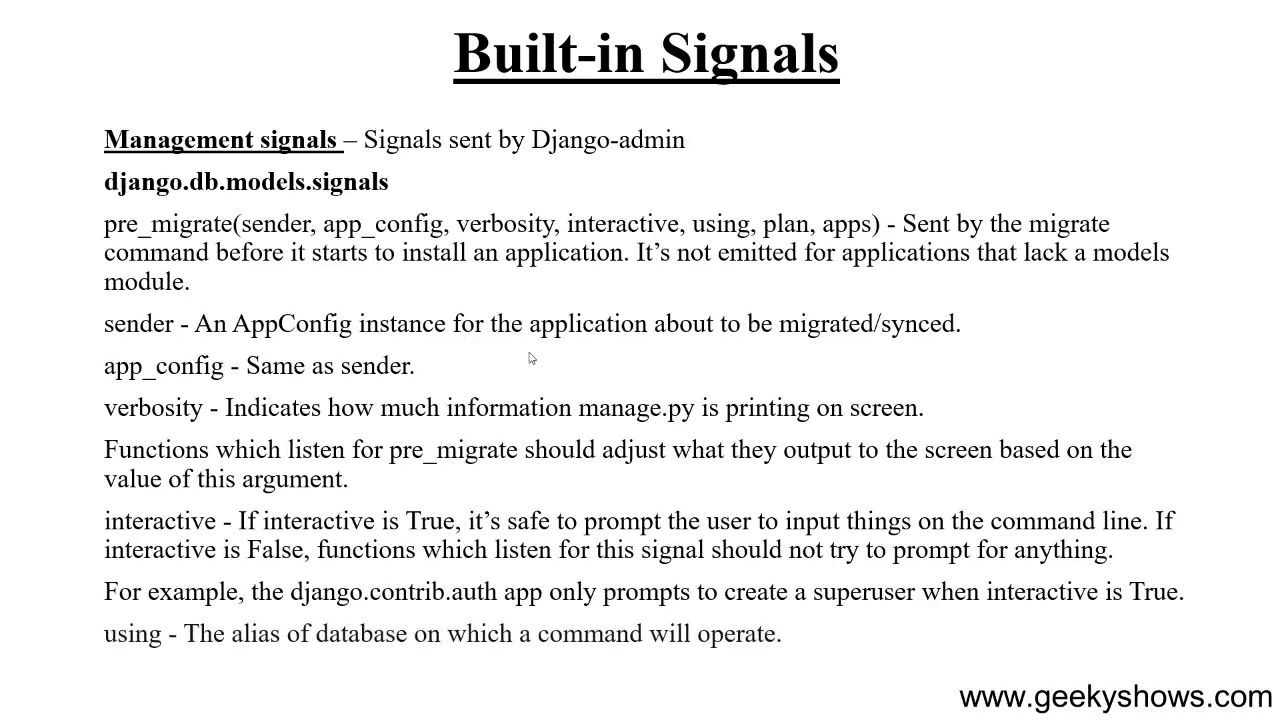 Built-in Signals
Management signals – Signals sent by Django-admin
django.db.models.signals
pre_migrate(sender, app_config, verbosity, interactive, using, plan, apps) - Sent by the migrate
command before it starts to install an application. It’s not emitted for applications that lack a models
module.
sender - An AppConfig instance for the application about to be migrated/synced.
app_config - Same as sender.
verbosity - Indicates how much information manage.py is printing on screen.
Functions which listen for pre_migrate should adjust what they output to the screen based on the
value of this argument.
interactive - If interactive is True, it’s safe to prompt the user to input things on the command line. If
interactive is False, functions which listen for this signal should not try to prompt for anything.
For example, the django.contrib.auth app only prompts to create a superuser when interactive is True.
using - The alias of database on which a command will operate.
www.geekyshows.com